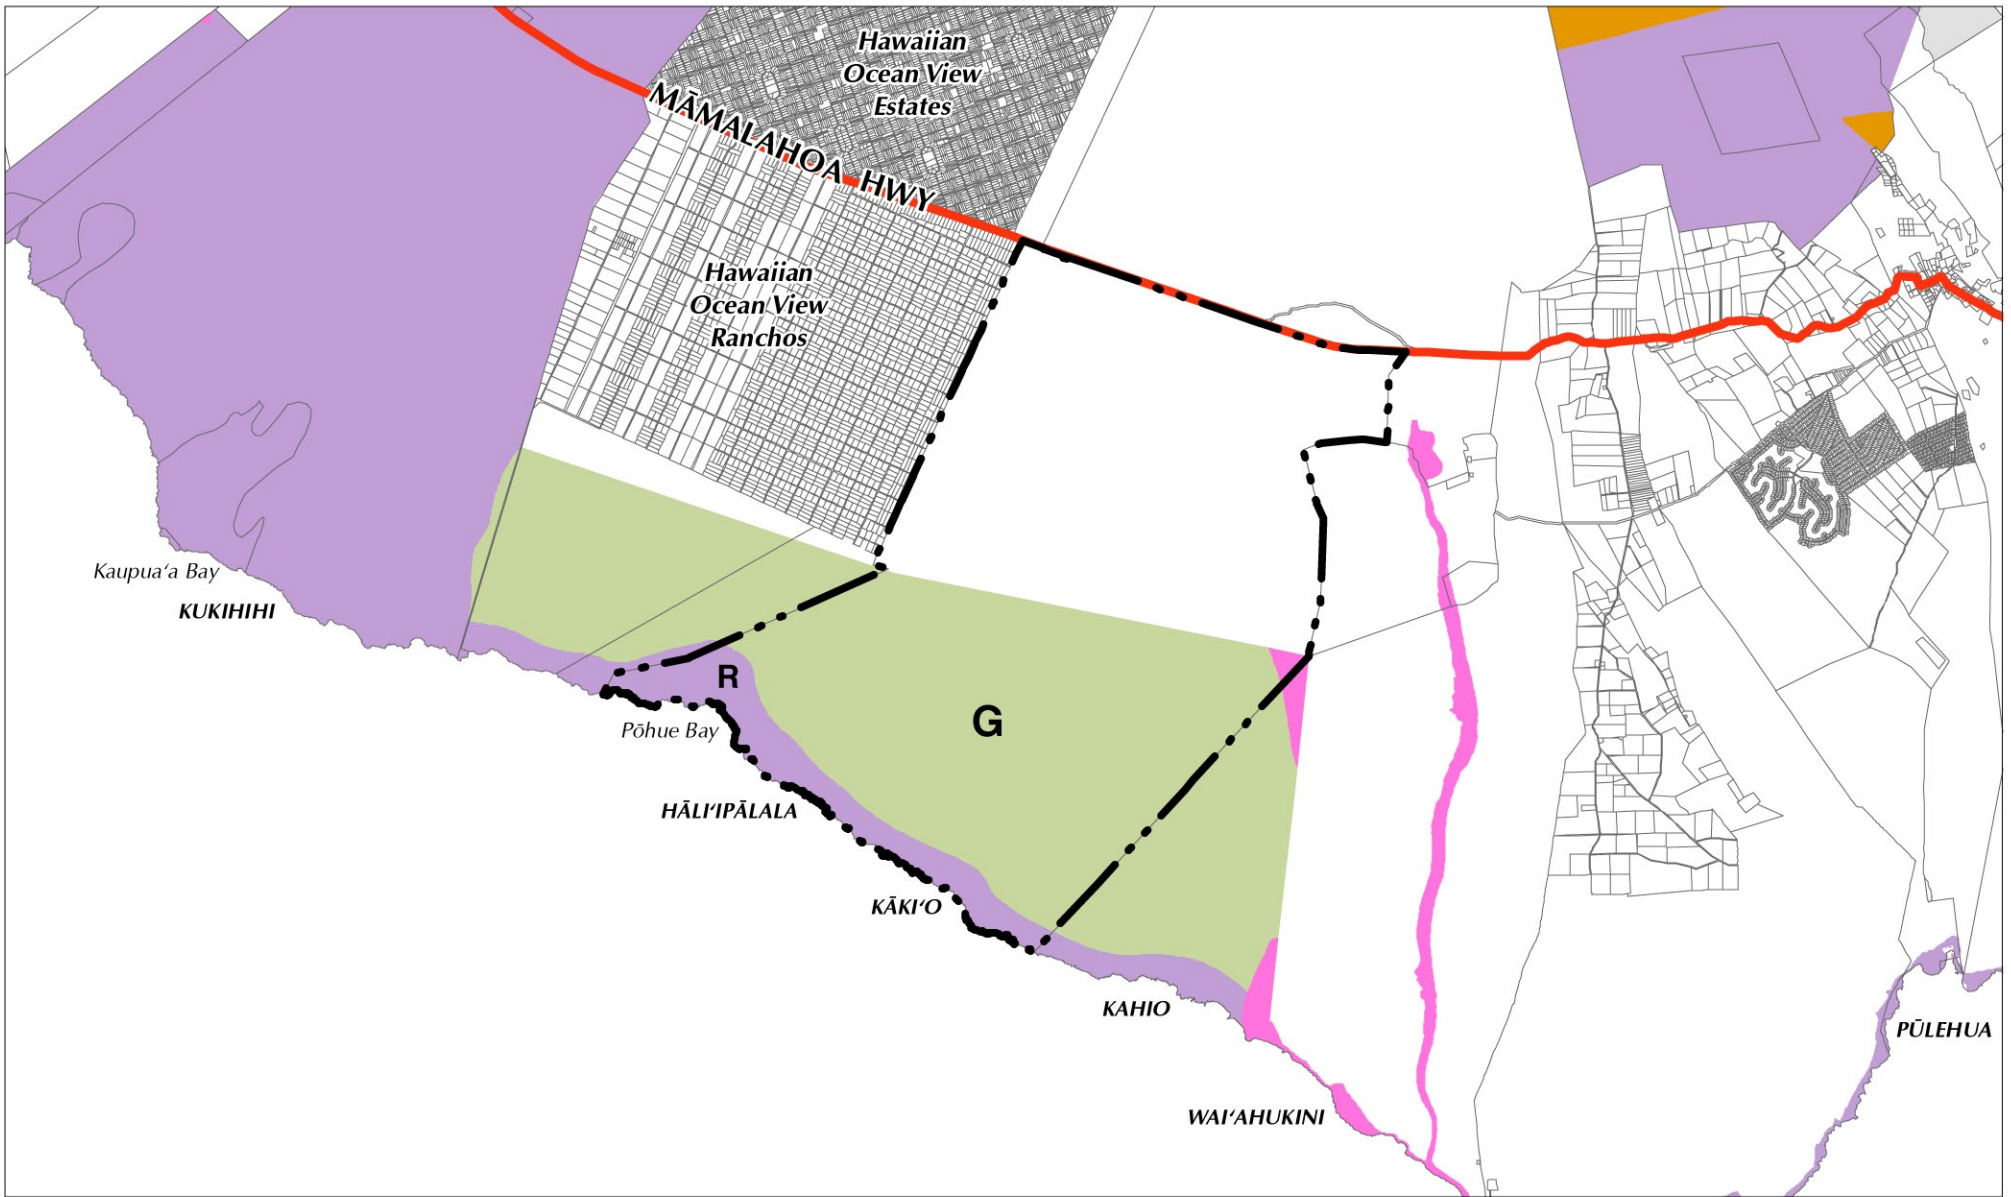 Hawaiian
Ocean View
Estates
MĀMALAHOA HWY
Hawaiian
Ocean View
Ranchos
Kaupuaʻa Bay
KUKIHIHI
R
G
Pōhue Bay
HĀLIʻIPĀLALA
KĀKIʻO
KAHIO
PŪLEHUA
WAIʻAHUKINI